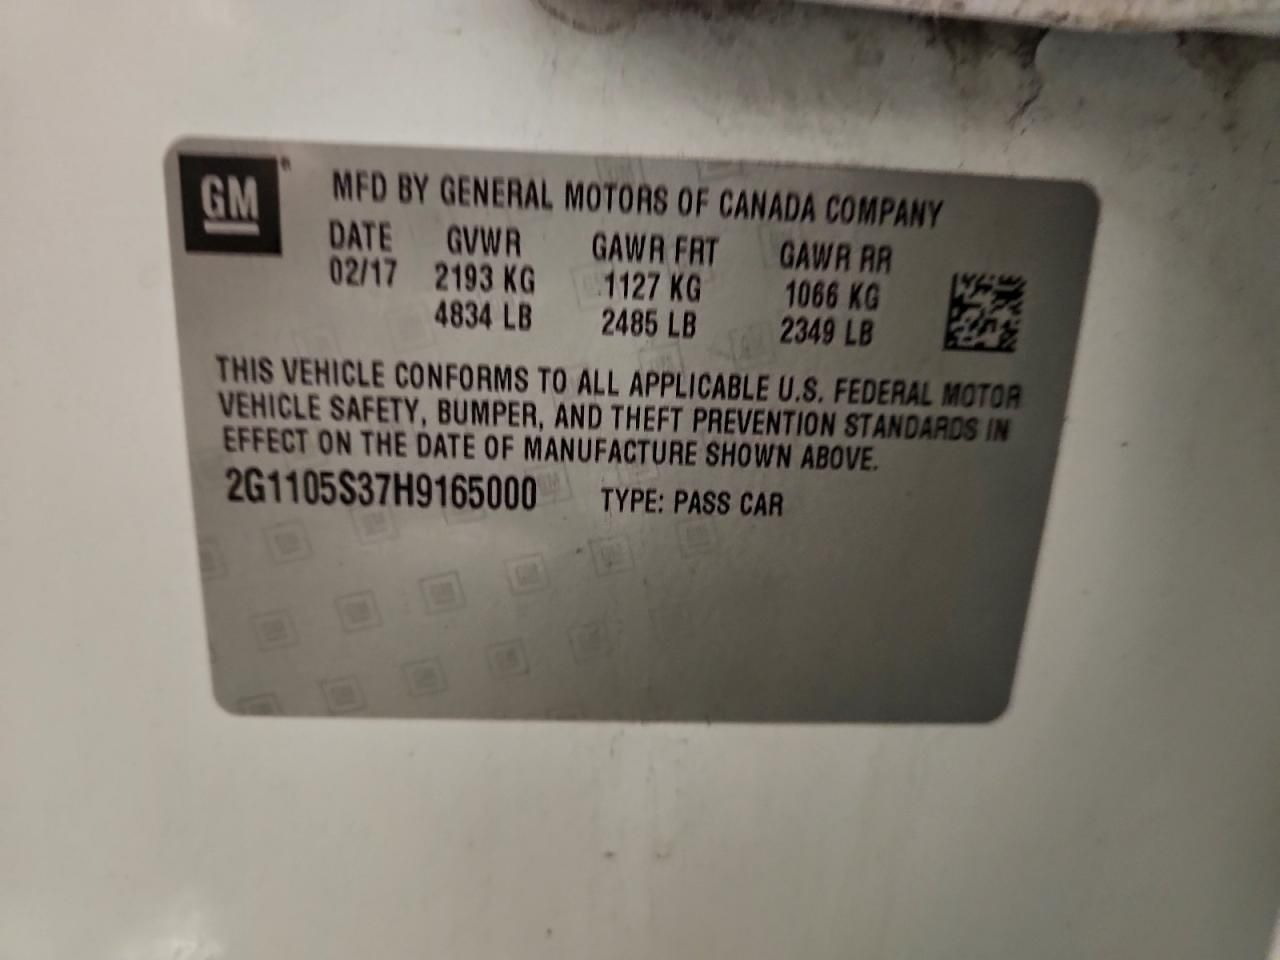 GM
MFD BY GENERAL MOTORS OF CANADA COMPANY
DATE GVWR GAWR FRT GAWR RR
02/17 2193 KG 1127 KG 1066 KG
4834 LB 2485 LB 2349 LB
THIS VEHICLE CONFORMS TO ALL APPLICABLE U.S. FEDERAL MOTOR
VEHICLE SAFETY, BUMPER, AND THEFT PREVENTION STANDARDS IN
EFFECT ON THE DATE OF MANUFACTURE SHOWN ABOVE.
2G1105S37H9165000 TYPE: PASS CAR